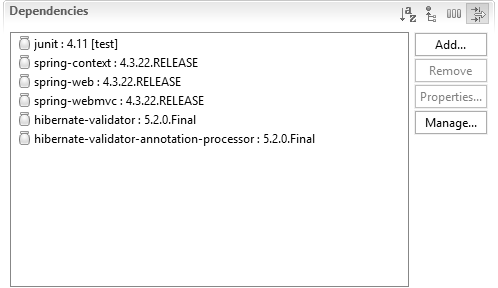 Dependencies
junit : 4.11 [test]
spring-context : 4.3.22.RELEASE
spring-web : 4.3.22.RELEASE
spring-webmvc : 4.3.22.RELEASE
hibernate-validator : 5.2.0.Final
hibernate-validator-annotation-processor : 5.2.0.Final
Add...
Remove
Properties...
Manage...